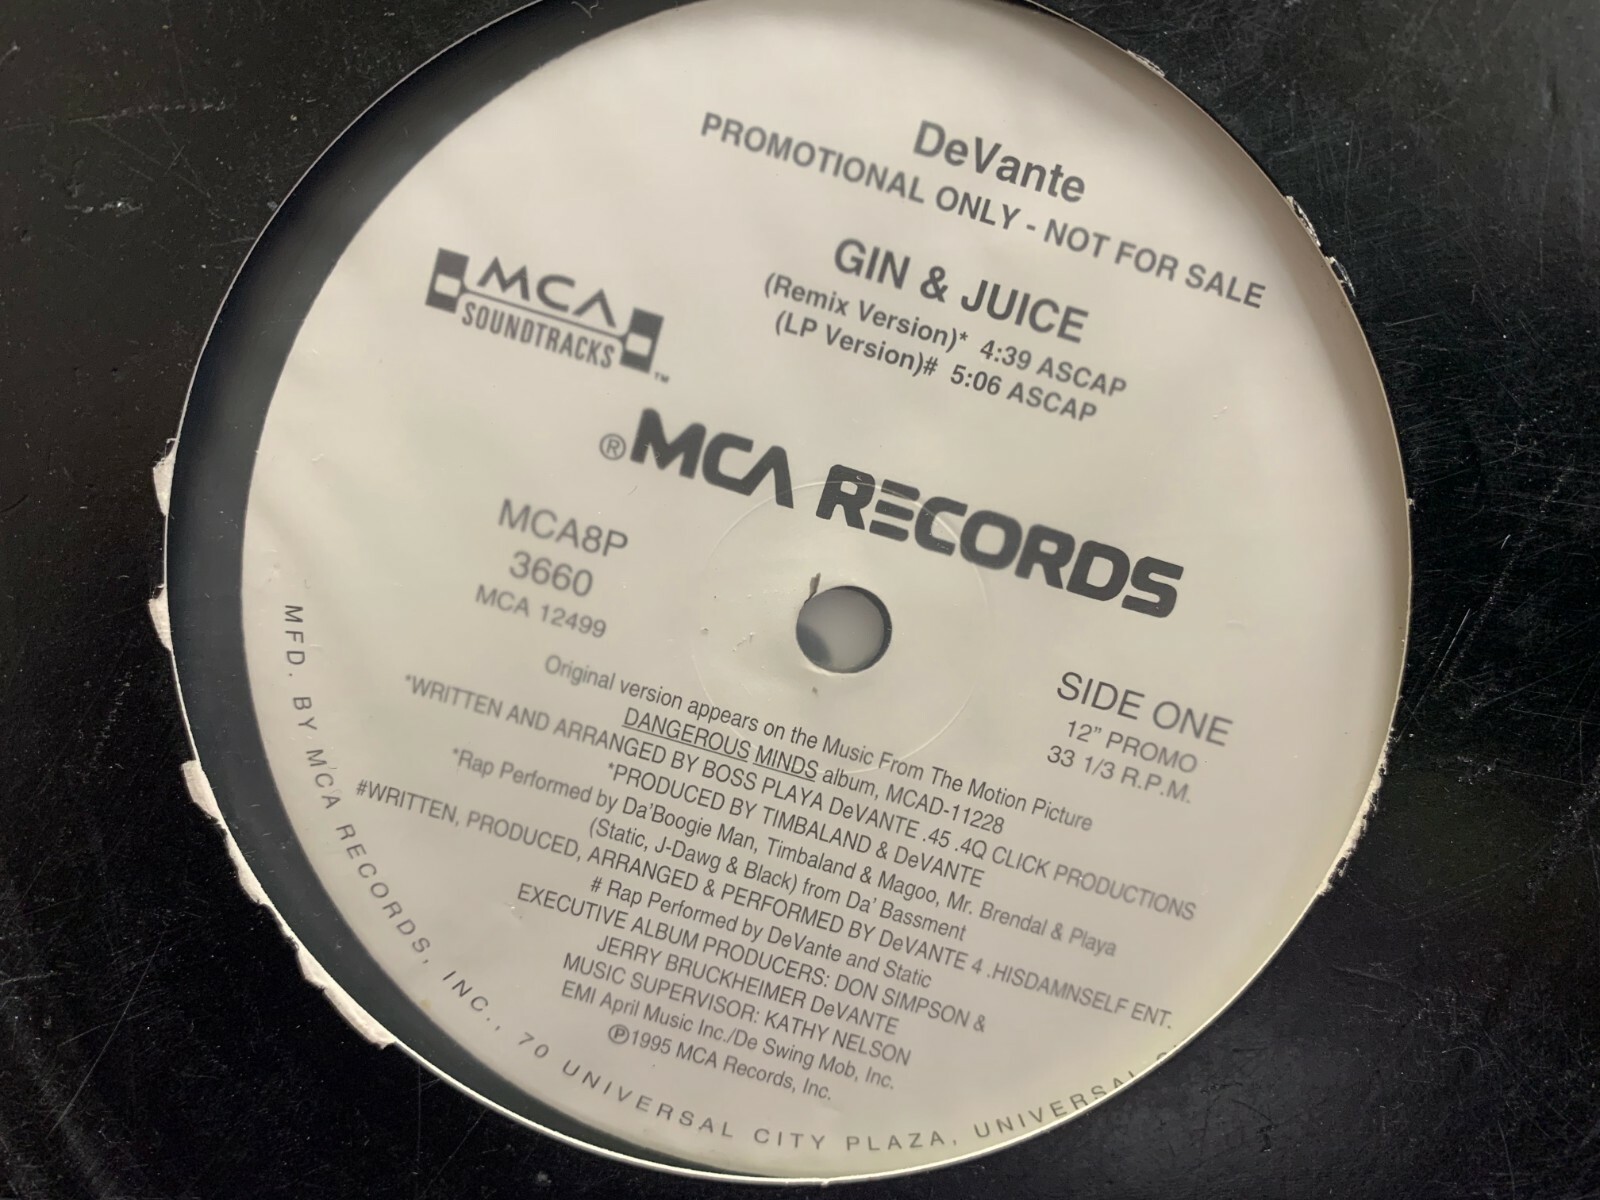 DeVante
PROMOTIONAL ONLY - NOT FOR SALE
GIN & JUICE
(Remix Version)* 4:39 ASCAP
(LP Version)# 5:06 ASCAP
MCA
SOUNDTRACKS™
®MCA RECORDS
MCA8P
3660
MCA 12499
SIDE ONE
12” PROMO
33 1/3 R.P.M.
Original version appears on the Music From The Motion Picture
DANGEROUS MINDS album, MCAD-11228
*WRITTEN AND ARRANGED BY BOSS PLAYA DeVANTE .45 .4Q CLICK PRODUCTIONS
*PRODUCED BY TIMBALAND & DeVANTE
*Rap Performed by Da'Boogie Man, Timbaland & Magoo, Mr. Brendal & Playa
(Static, J-Dawg & Black) from Da' Bassment
#WRITTEN, PRODUCED, ARRANGED & PERFORMED BY DeVANTE 4 .HISDAMNSELF ENT.
# Rap Performed by DeVante and Static
EXECUTIVE ALBUM PRODUCERS: DON SIMPSON &
JERRY BRUCKHEIMER DeVANTE
MUSIC SUPERVISOR: KATHY NELSON
EMI April Music Inc./De Swing Mob, Inc.
℗1995 MCA Records, Inc.
MFD. BY MCA RECORDS, INC., 70 UNIVERSAL CITY PLAZA, UNIVERSAL